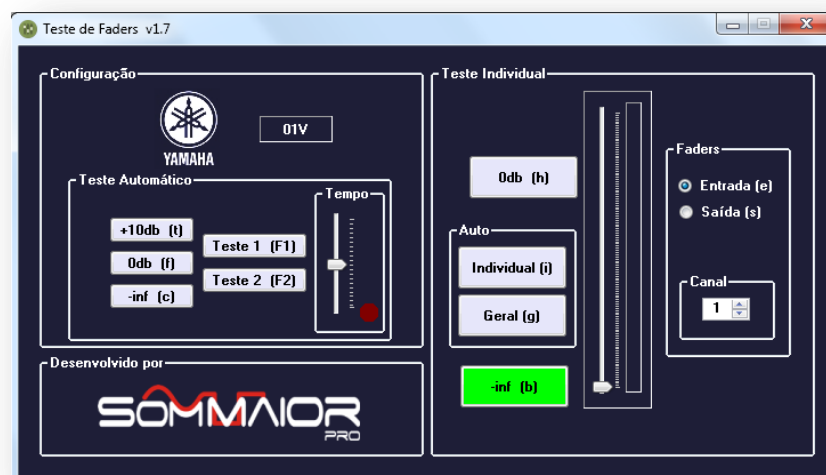 Teste de Faders v1.7
Configuração
YAMAHA
01V
Teste Automático
+10db (t)
0db (f)
-inf (c)
Teste 1 (F1)
Teste 2 (F2)
Tempo
Desenvolvido por
SOMMAIOR
PRO
Teste Individual
0db (h)
Auto
Individual (i)
Geral (g)
-inf (b)
Faders
Entrada (e)
Saída (s)
Canal
1